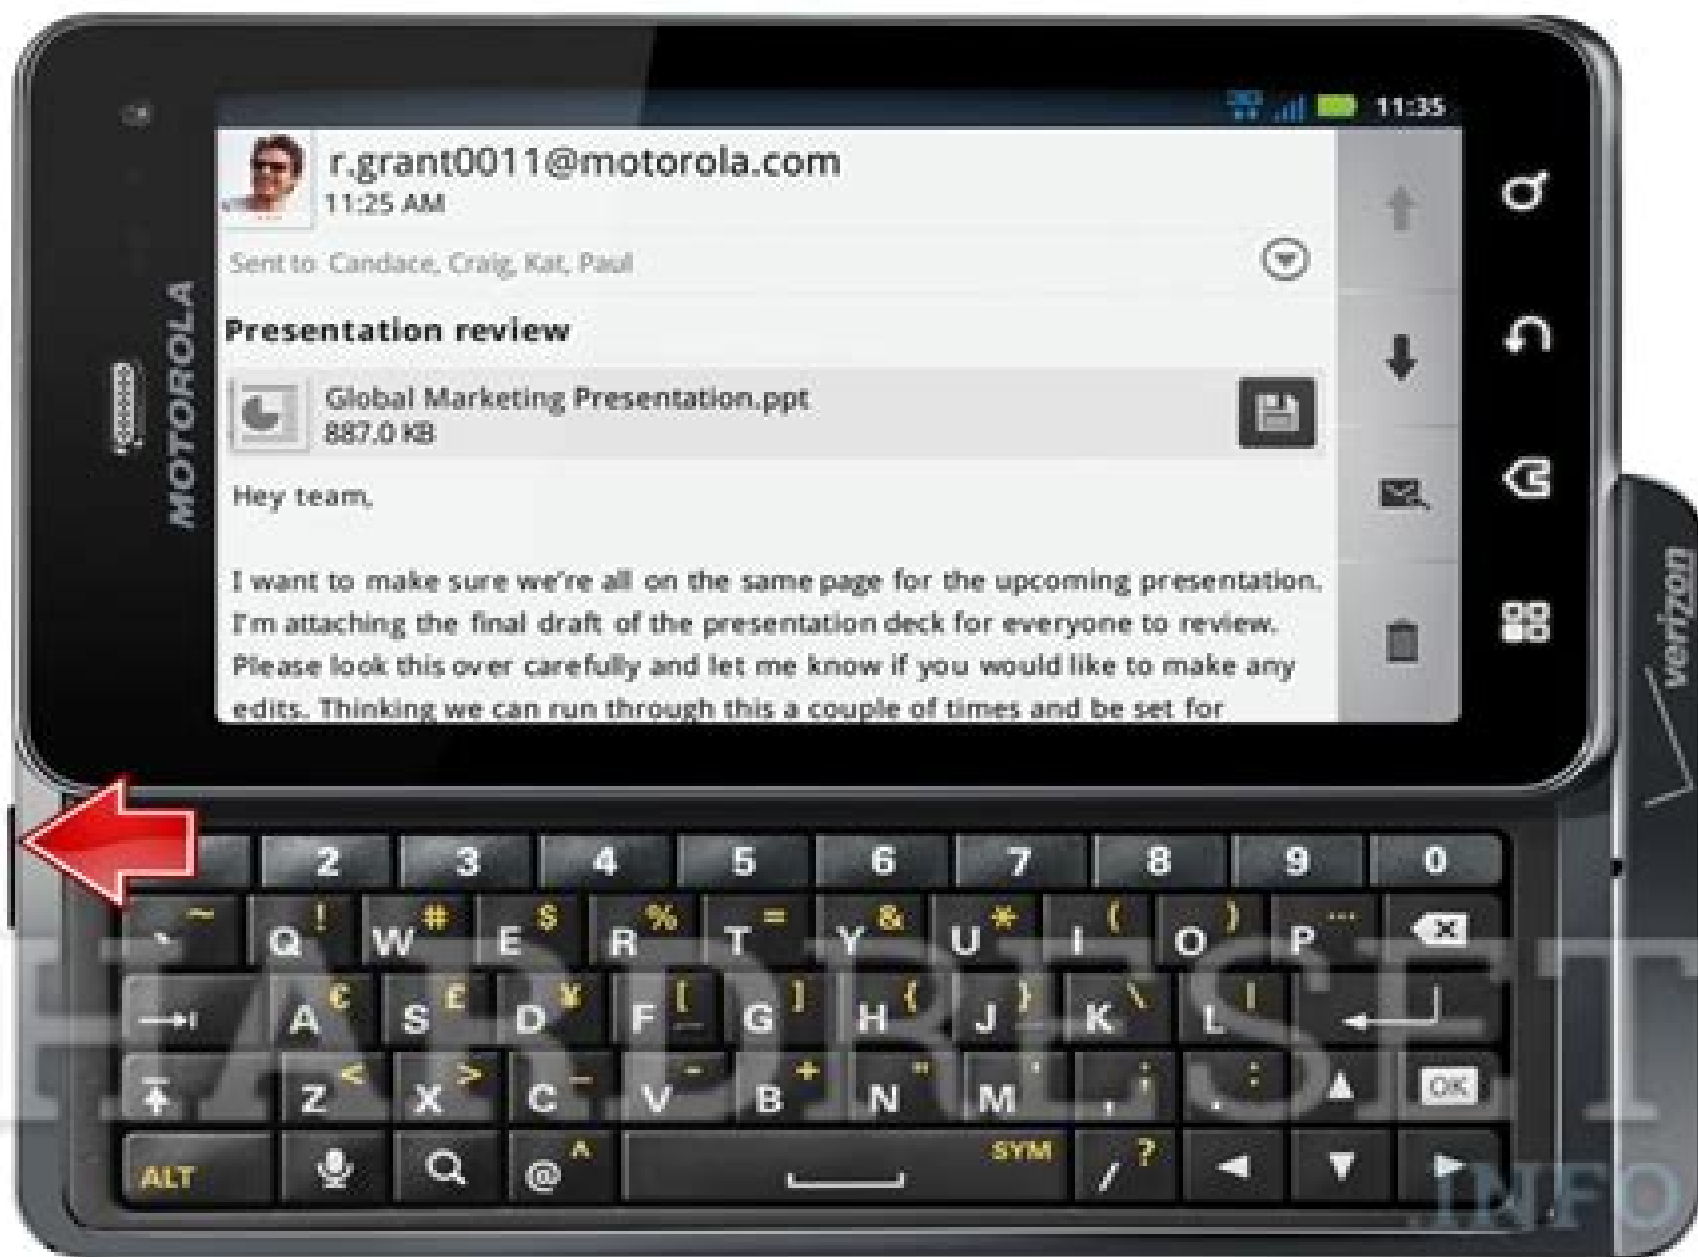 11:35
r.grant0011@motorola.com
11:25 AM
Sent to Candace, Craig, Kat, Paul
Presentation review
Global Marketing Presentation.ppt
887.0 KB
Hey team,
I want to make sure we're all on the same page for the upcoming presentation.
I'm attaching the final draft of the presentation deck for everyone to review.
Please look this over carefully and let me know if you would like to make any
edits. Thinking we can run through this a couple of times and be set for
MOTOROLA
verizon
2 3 4 5 6 7 8 9 0
` ~ Q ! W # E $ R % T = Y & U * I ( O ) P ...
A € S £ D ¥ F [ G ] H { J } K \ L |
Z < X > C _ V - B + N " M ' , ; . : OK
ALT @ ^ SYM / ?
HARDRESET
.INFO